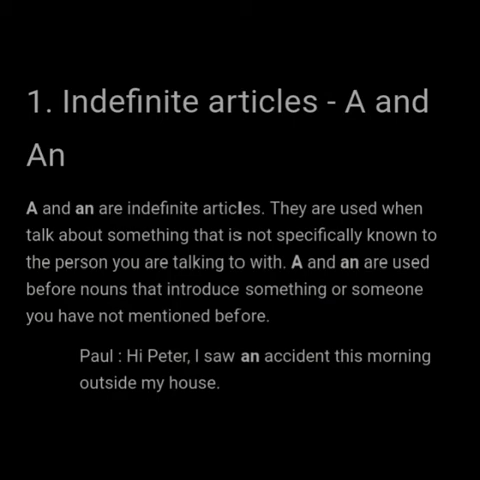 1. Indefinite articles - A and
An
A and an are indefinite articles. They are used when
talk about something that is not specifically known to
the person you are talking to with. A and an are used
before nouns that introduce something or someone
you have not mentioned before.
Paul : Hi Peter, I saw an accident this morning
outside my house.